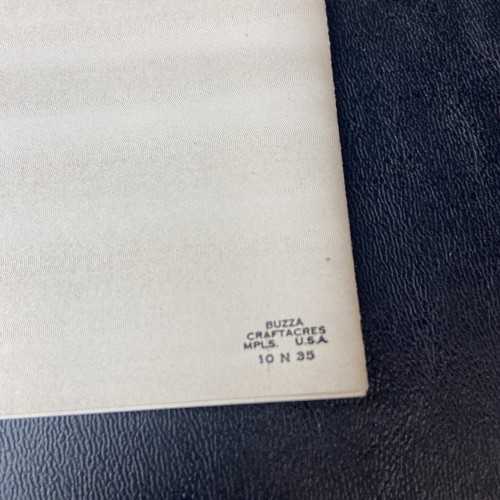 BUZZA
CRAFTACRES
MPLS. U.S.A.
10 N 35